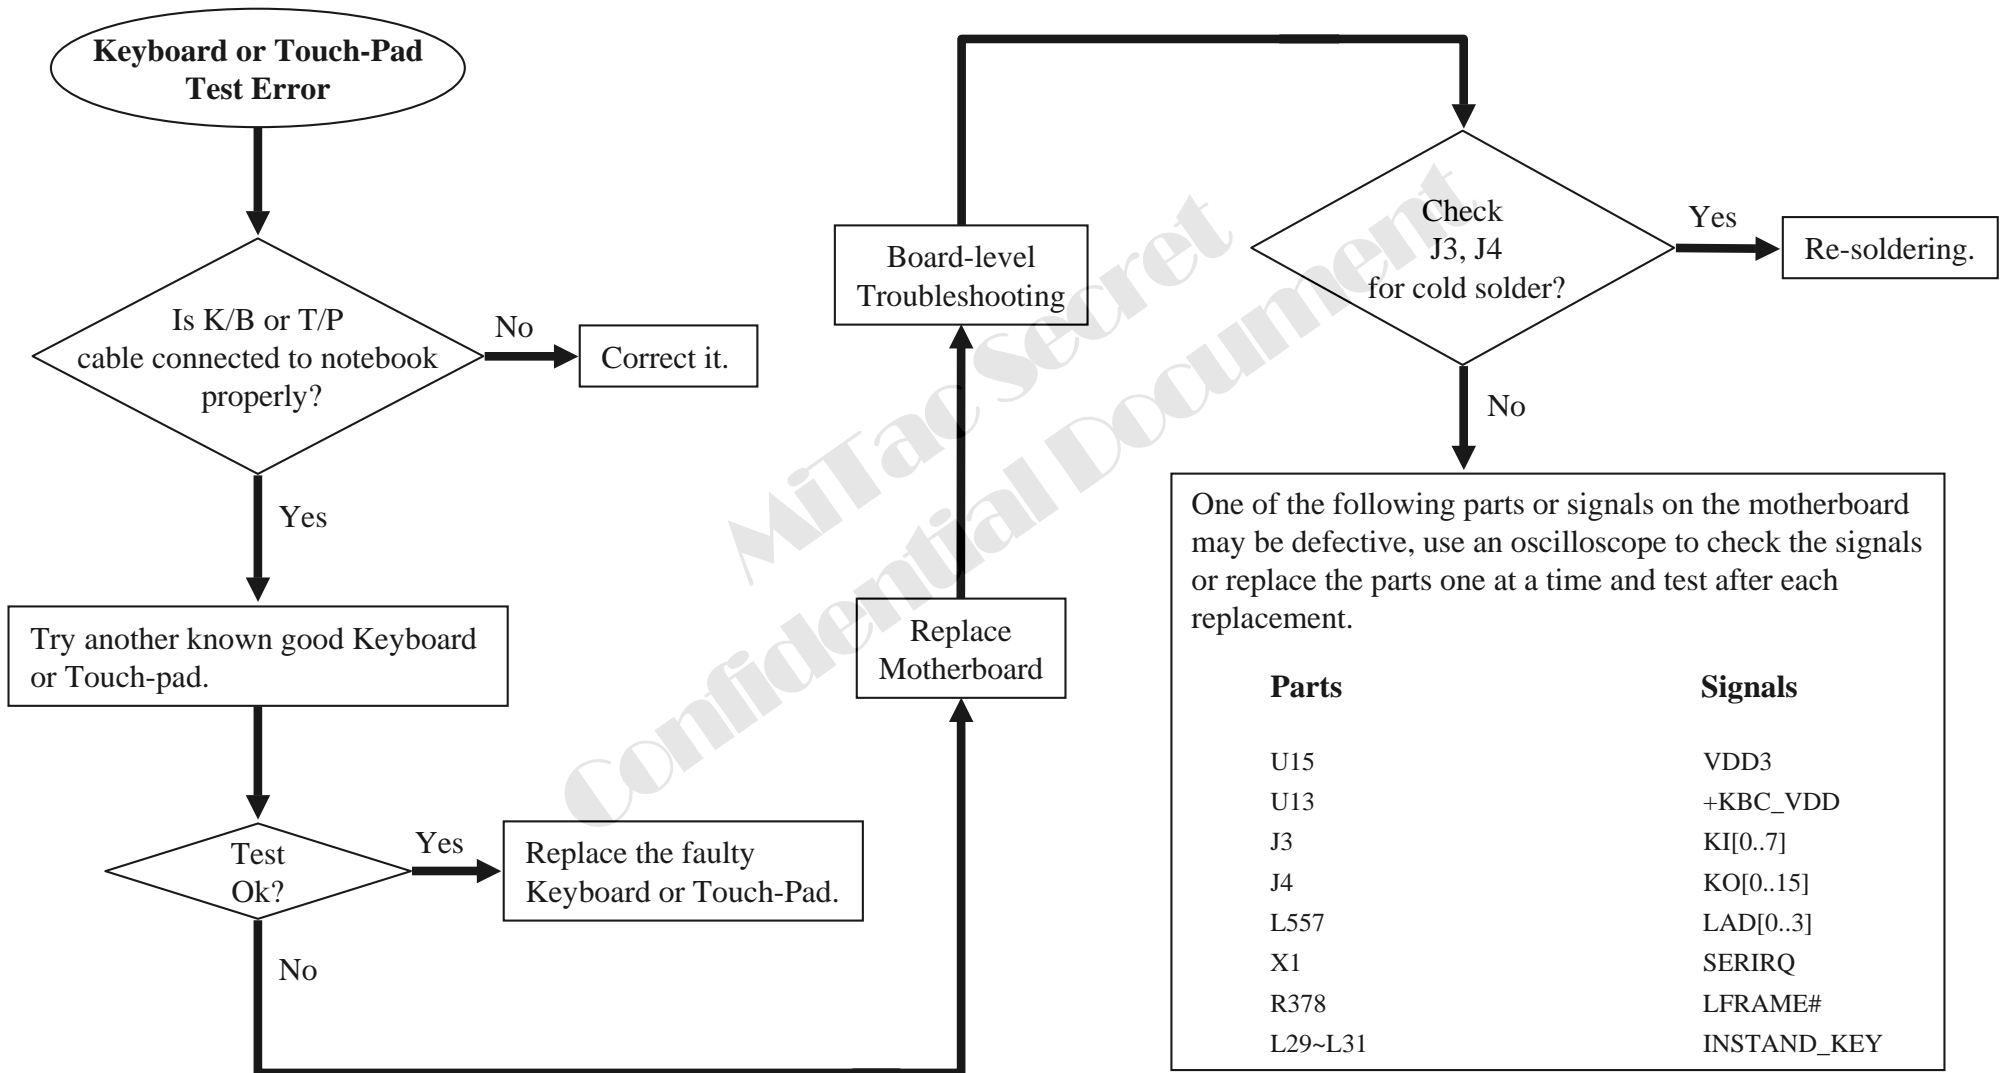 Keyboard or Touch-Pad
Test Error
Is K/B or T/P
cable connected to notebook
properly?
No
Correct it.
Yes
Try another known good Keyboard
or Touch-pad.
Test
Ok?
Yes
Replace the faulty
Keyboard or Touch-Pad.
No
Replace
Motherboard
Board-level
Troubleshooting
Check
J3, J4
for cold solder?
Yes
Re-soldering.
No
One of the following parts or signals on the motherboard
may be defective, use an oscilloscope to check the signals
or replace the parts one at a time and test after each
replacement.
Parts Signals
U15 VDD3
U13 +KBC_VDD
J3 KI[0..7]
J4 KO[0..15]
L557 LAD[0..3]
X1 SERIRQ
R378 LFRAME#
L29~L31 INSTAND_KEY
MiTac Secret
Confidential Document